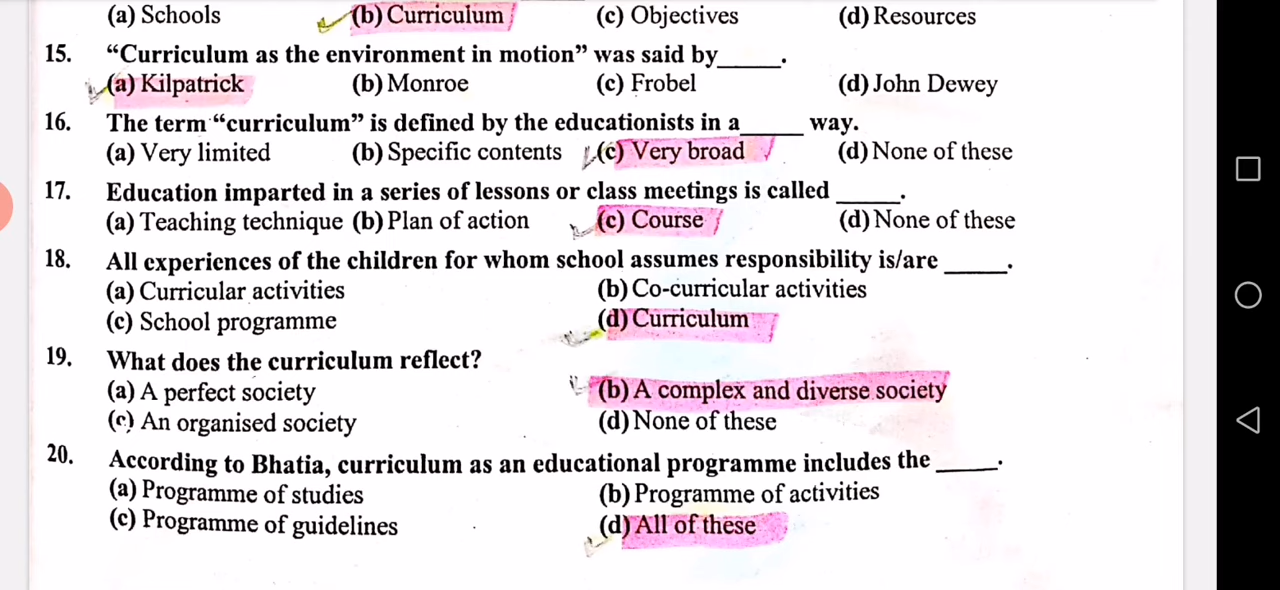 (a) Schools (b) Curriculum (c) Objectives (d) Resources
15. “Curriculum as the environment in motion” was said by_____.
(a) Kilpatrick (b) Monroe (c) Frobel (d) John Dewey
16. The term “curriculum” is defined by the educationists in a_____ way.
(a) Very limited (b) Specific contents (c) Very broad (d) None of these
17. Education imparted in a series of lessons or class meetings is called _____.
(a) Teaching technique (b) Plan of action (c) Course (d) None of these
18. All experiences of the children for whom school assumes responsibility is/are _____.
(a) Curricular activities (b) Co-curricular activities
(c) School programme (d) Curriculum
19. What does the curriculum reflect?
(a) A perfect society (b) A complex and diverse society
(c) An organised society (d) None of these
20. According to Bhatia, curriculum as an educational programme includes the _____.
(a) Programme of studies (b) Programme of activities
(c) Programme of guidelines (d) All of these